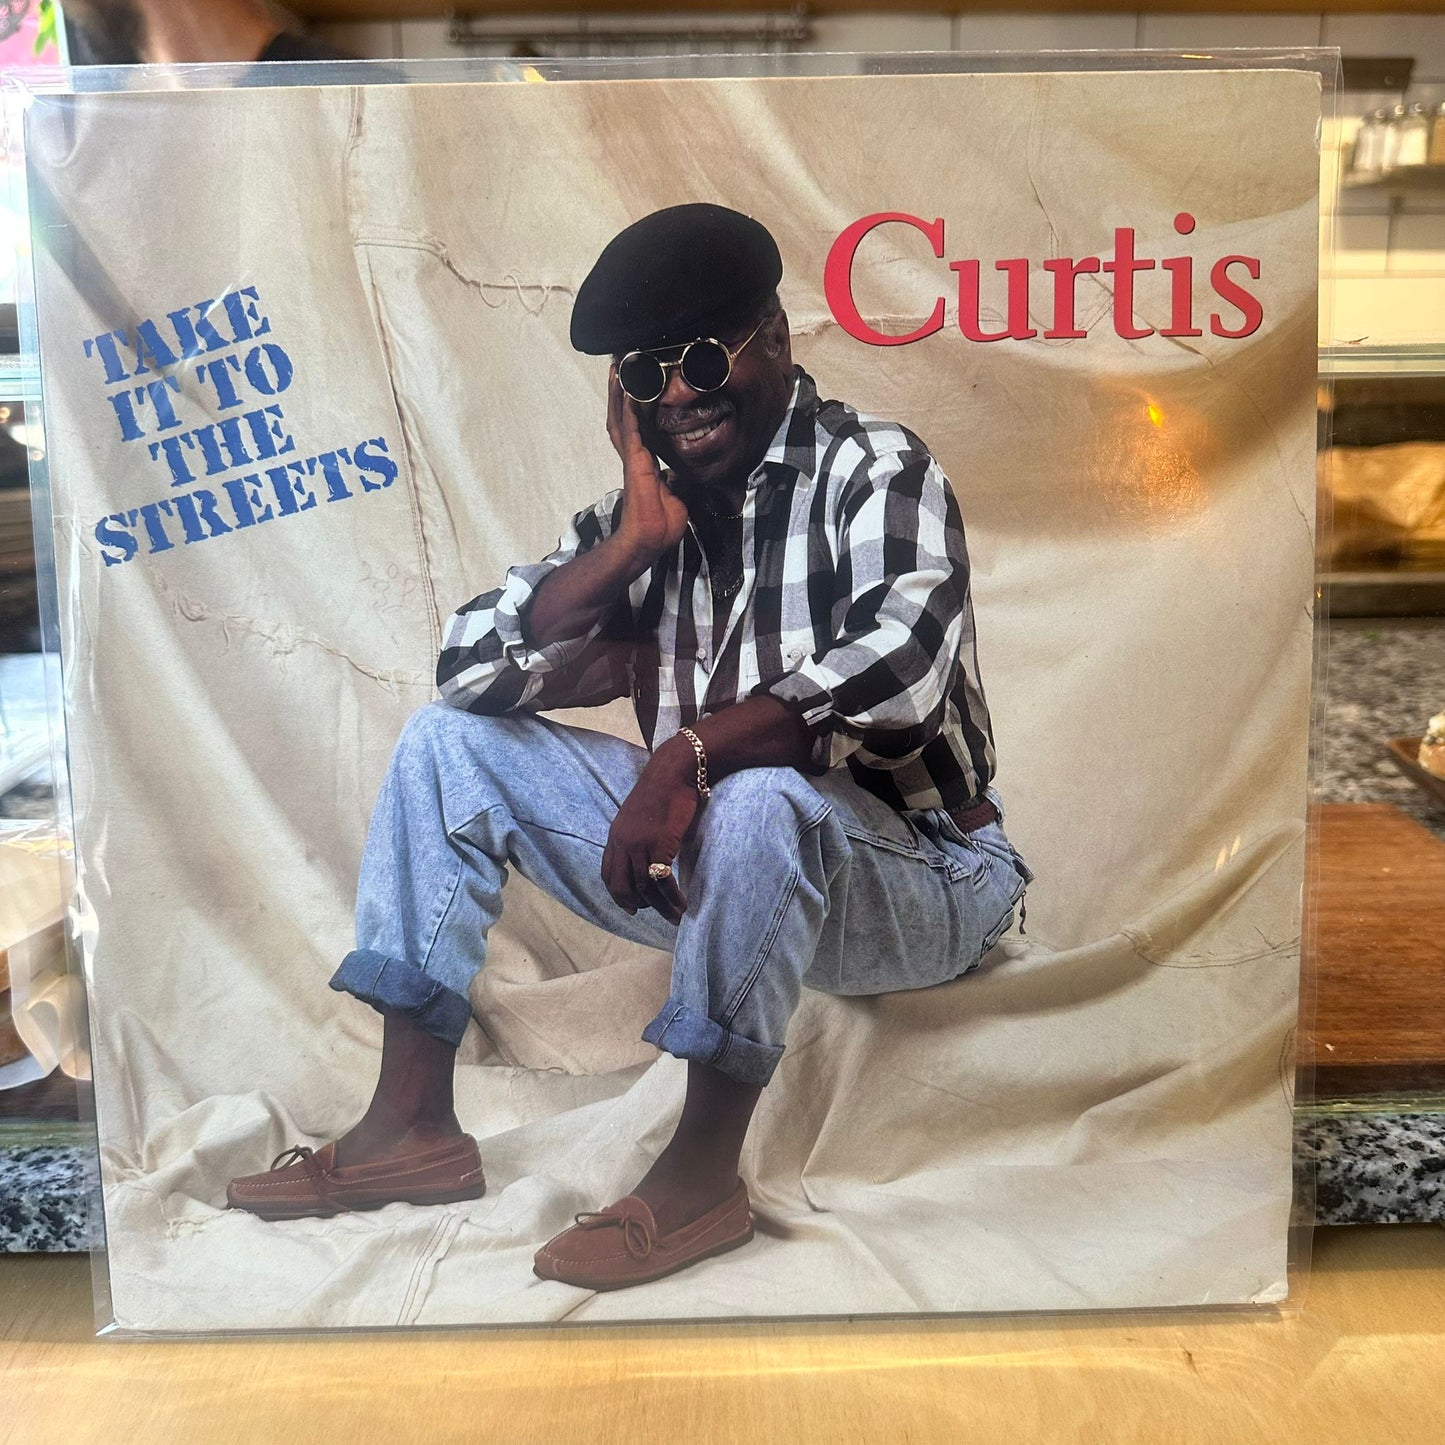 Curtis
TAKE
IT TO
THE
STREETS